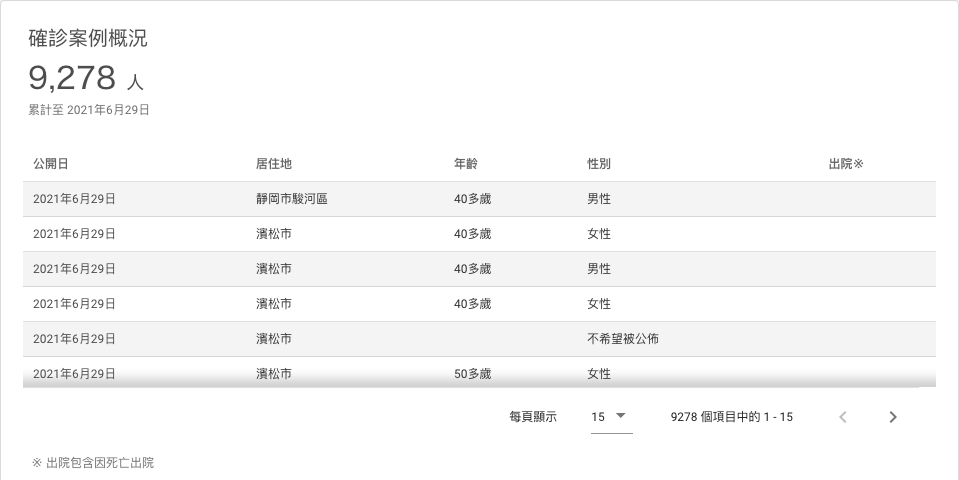 確診案例概況
9,278 人
累計至 2021年6月29日
公開日 居住地 年齡 性別 出院※
2021年6月29日 靜岡市駿河區 40多歲 男性
2021年6月29日 濱松市 40多歲 女性
2021年6月29日 濱松市 40多歲 男性
2021年6月29日 濱松市 40多歲 女性
2021年6月29日 濱松市 不希望被公佈
2021年6月29日 濱松市 50多歲 女性
每頁顯示 15 9278 個項目中的 1 - 15
※ 出院包含因死亡出院